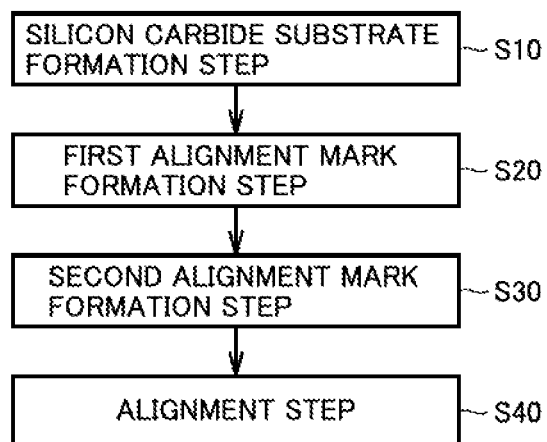 SILICON CARBIDE SUBSTRATE
FORMATION STEP
S10
FIRST ALIGNMENT MARK
FORMATION STEP
S20
SECOND ALIGNMENT MARK
FORMATION STEP
S30
ALIGNMENT STEP
S40